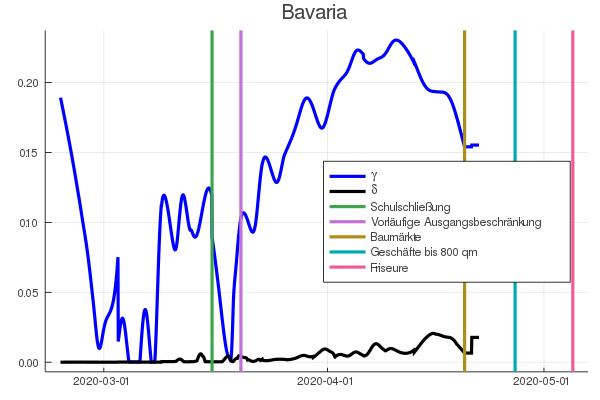 Bavaria
0.20
0.15
0.10
0.05
0.00
γ
δ
Schulschließung
Vorläufige Ausgangsbeschränkung
Baumärkte
Geschäfte bis 800 qm
Friseure
2020-03-01
2020-04-01
2020-05-01